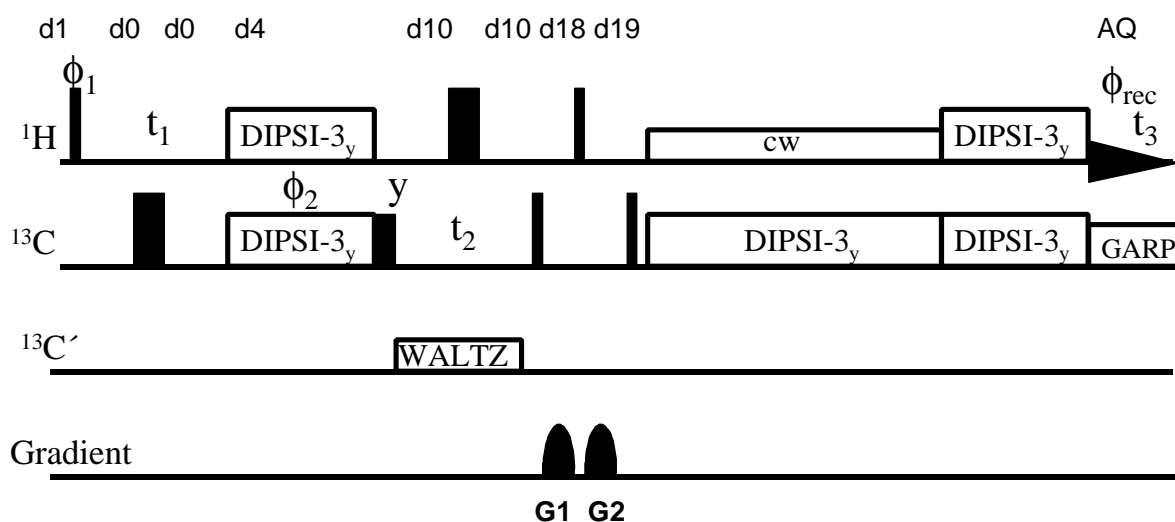 d1 d0 d0 d4 d10 d10 d18 d19 AQ
ϕ1 ϕrec
1H t1 DIPSI-3y cw DIPSI-3y t3
ϕ2 y
13C DIPSI-3y t2 DIPSI-3y DIPSI-3y GARP
13C´ WALTZ
Gradient
G1 G2